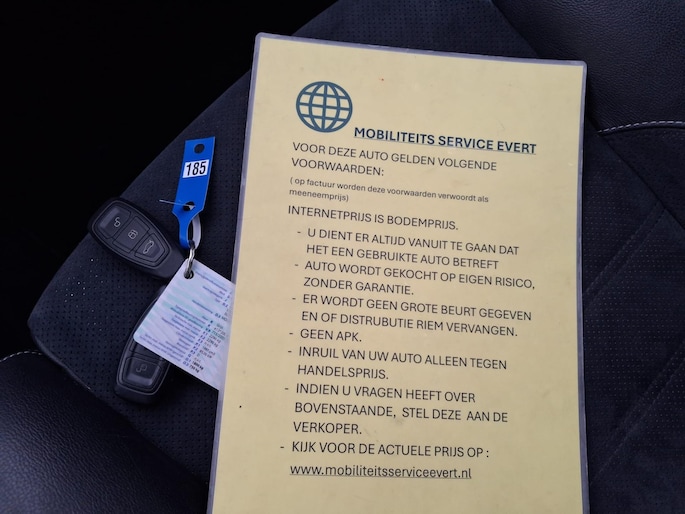 185
MOBILITEITS SERVICE EVERT
VOOR DEZE AUTO GELDEN VOLGENDE
VOORWAARDEN:
( op factuur worden deze voorwaarden verwoordt als
meeneemprijs)
INTERNETPRIJS IS BODEMPRIJS.
- U DIENT ER ALTIJD VANUIT TE GAAN DAT
HET EEN GEBRUIKTE AUTO BETREFT
- AUTO WORDT GEKOCHT OP EIGEN RISICO,
ZONDER GARANTIE.
- ER WORDT GEEN GROTE BEURT GEGEVEN
EN OF DISTRUBUTIE RIEM VERVANGEN.
- GEEN APK.
- INRUIL VAN UW AUTO ALLEEN TEGEN
HANDELSPRIJS.
- INDIEN U VRAGEN HEEFT OVER
BOVENSTAANDE, STEL DEZE AAN DE
VERKOPER.
- KIJK VOOR DE ACTUELE PRIJS OP :
www.mobiliteitsserviceevert.nl